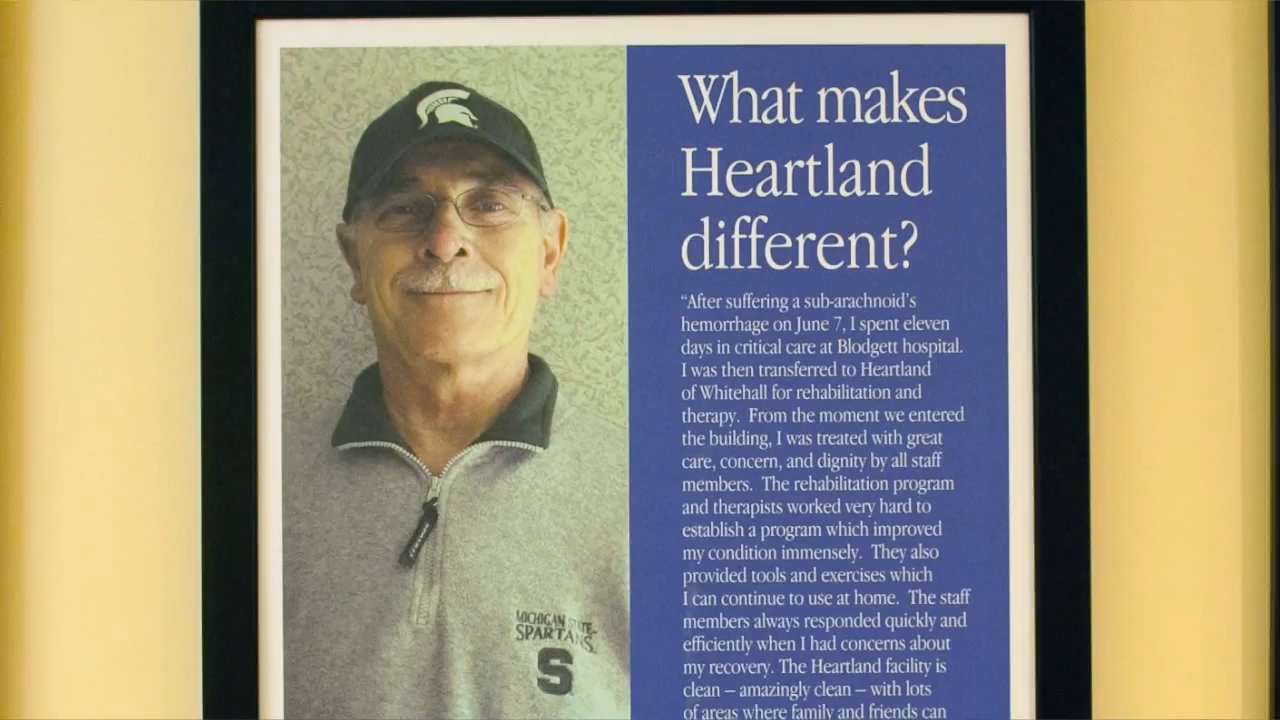 What makes
Heartland
different?
“After suffering a sub-arachnoid’s
hemorrhage on June 7, I spent eleven
days in critical care at Blodgett hospital.
I was then transferred to Heartland
of Whitehall for rehabilitation and
therapy.  From the moment we entered
the building, I was treated with great
care, concern, and dignity by all staff
members.  The rehabilitation program
and therapists worked very hard to
establish a program which improved
my condition immensely.  They also
provided tools and exercises which
I can continue to use at home.  The staff
members always responded quickly and
efficiently when I had concerns about
my recovery. The Heartland facility is
clean – amazingly clean – with lots
of areas where family and friends can
MICHIGAN STATE
SPARTANS
S